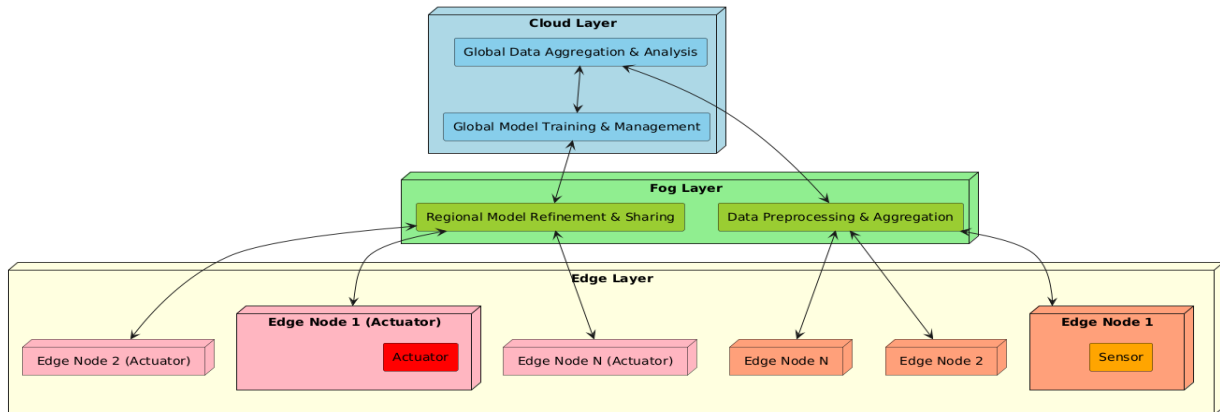 Cloud Layer
Global Data Aggregation & Analysis
Global Model Training & Management
Fog Layer
Regional Model Refinement & Sharing
Data Preprocessing & Aggregation
Edge Layer
Edge Node 2 (Actuator)
Edge Node 1 (Actuator)
Actuator
Edge Node N (Actuator)
Edge Node N
Edge Node 2
Edge Node 1
Sensor